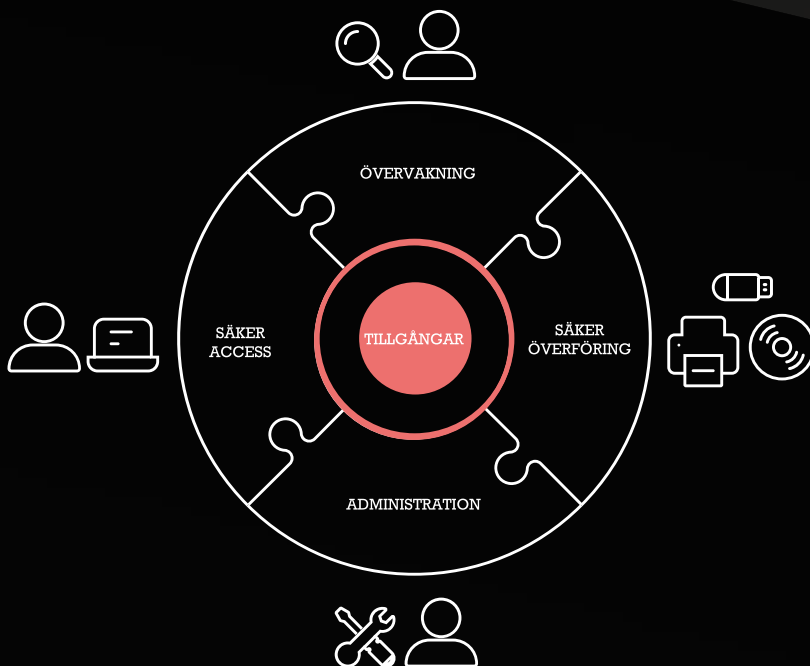 ÖVERVAKNING
SÄKER
ACCESS
TILLGÅNGAR
SÄKER
ÖVERFÖRING
ADMINISTRATION